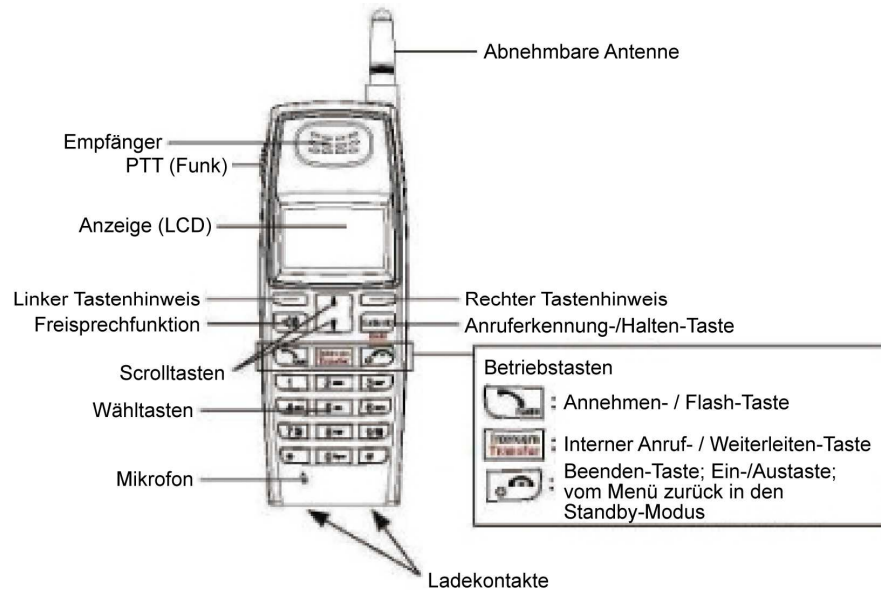 Abnehmbare Antenne
Empfänger
PTT (Funk)
Anzeige (LCD)
Linker Tastenhinweis
Rechter Tastenhinweis
Freisprechfunktion
Anruferkennung-/Halten-Taste
Scrolltasten
Betriebstasten
: Annehmen- / Flash-Taste
Wähltasten
Intercom
Transfer
: Interner Anruf- / Weiterleiten-Taste
Mikrofon
: Beenden-Taste; Ein-/Austaste;
vom Menü zurück in den
Standby-Modus
Ladekontakte